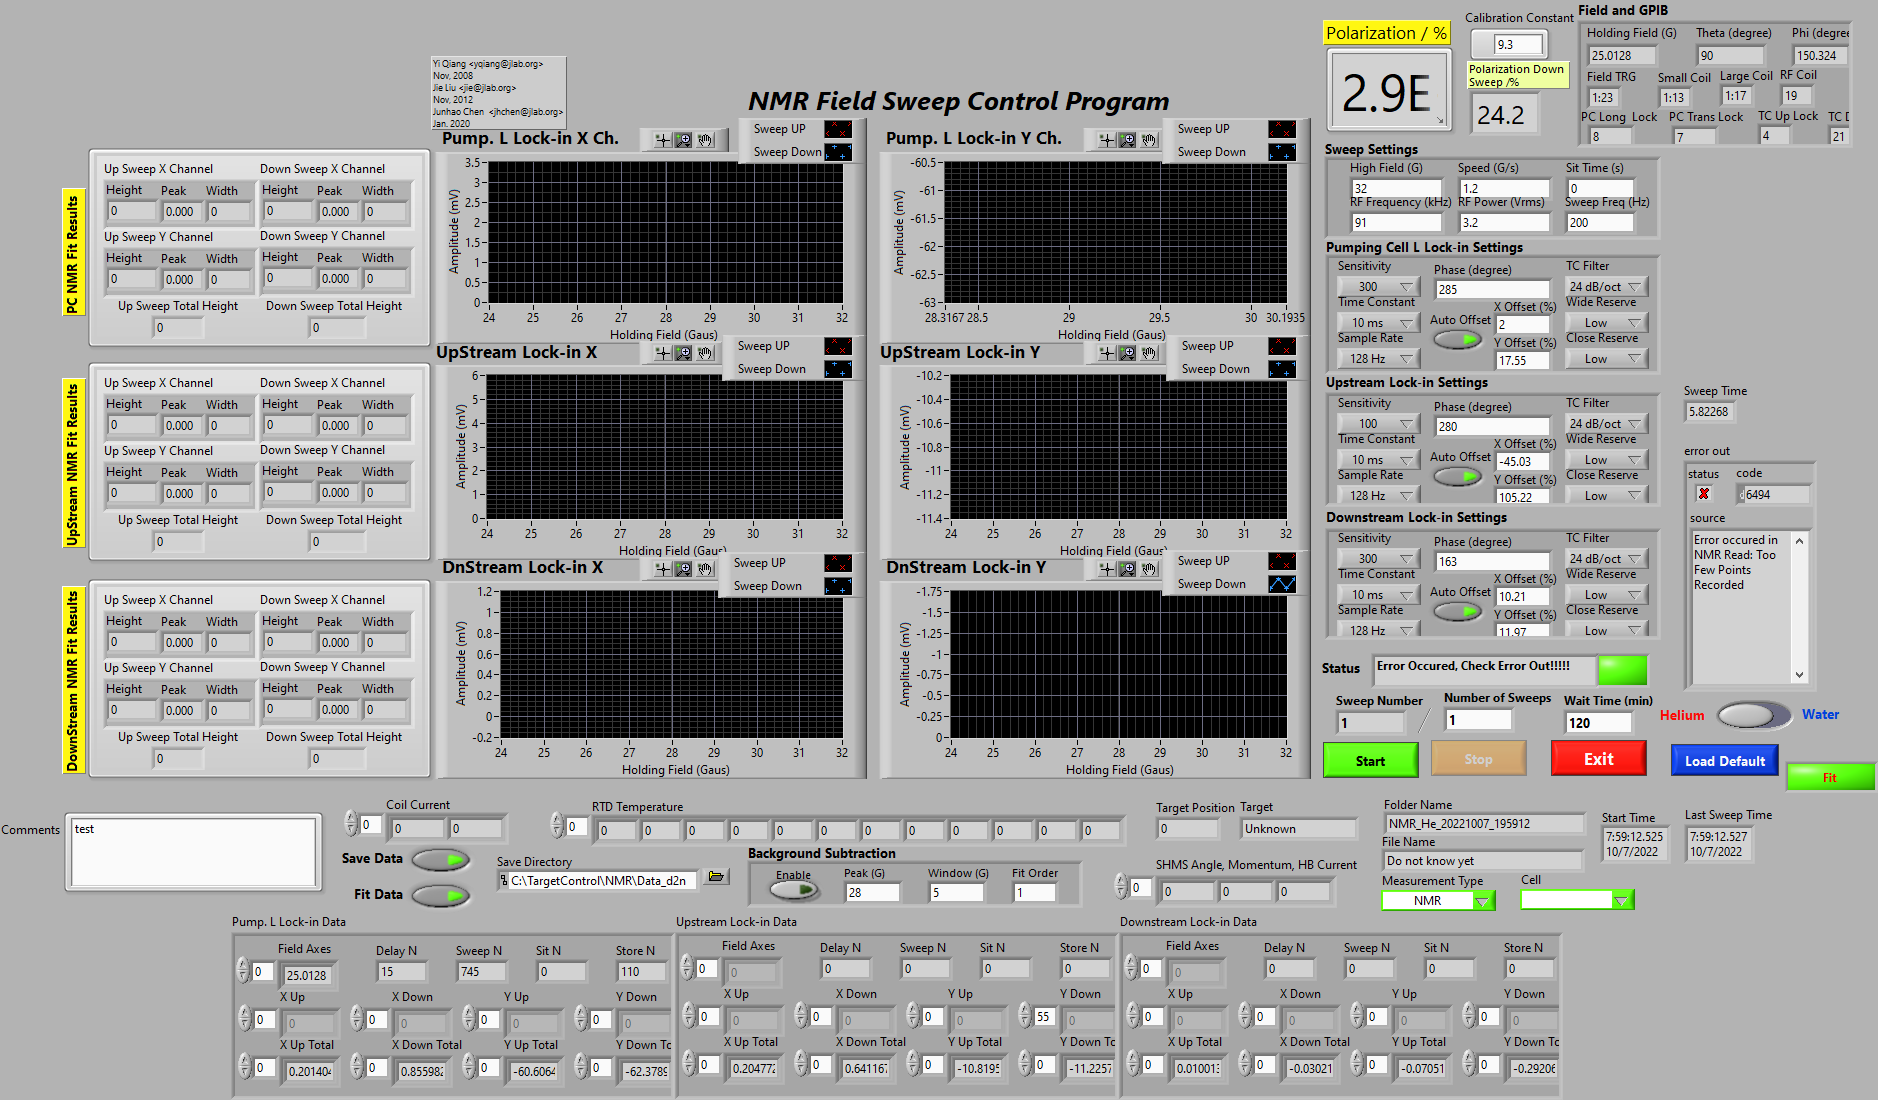 Yi Qiang <yqiang@jlab.org>
Nov, 2008
Jie Liu <jie@jlab.org>
Nov, 2012
Junhao Chen <jhchen@jlab.org>
Jan. 2020
NMR Field Sweep Control Program
Polarization / %
2.9E
Calibration Constant
9.3
Polarization Down
Sweep /%
24.2
Field and GPIB
Holding Field (G) Theta (degree) Phi (degree
25.0128 90 150.324
Field TRG Small Coil Large Coil RF Coil
1:23 1:13 1:17 19
PC Long Lock PC Trans Lock TC Up Lock TC D
8 7 4 21
PC NMR Fit Results
Up Sweep X Channel Down Sweep X Channel
Height Peak Width Height Peak Width
0 0.000 0 0 0.000 0
Up Sweep Y Channel Down Sweep Y Channel
Height Peak Width Height Peak Width
0 0.000 0 0 0.000 0
Up Sweep Total Height Down Sweep Total Height
0 0
Pump. L Lock-in X Ch.
Sweep UP
Sweep Down
Amplitude (mV)
3.5
3
2.5
2
1.5
1
0.5
0
24 25 26 27 28 29 30 31 32
Holding Field (Gaus)
Pump. L Lock-in Y Ch.
Sweep UP
Sweep Down
Amplitude (mV)
-60.5
-61
-61.5
-62
-62.5
-63
28.3167 28.5 29 29.5 30 30.1935
Holding Field (Gaus)
UpStream NMR Fit Results
Up Sweep X Channel Down Sweep X Channel
Height Peak Width Height Peak Width
0 0.000 0 0 0.000 0
Up Sweep Y Channel Down Sweep Y Channel
Height Peak Width Height Peak Width
0 0.000 0 0 0.000 0
Up Sweep Total Height Down Sweep Total Height
0 0
UpStream Lock-in X
Sweep UP
Sweep Down
Amplitude (mV)
6
5
4
3
2
1
0
24 25 26 27 28 29 30 31 32
Holding Field (Gaus)
UpStream Lock-in Y
Sweep UP
Sweep Down
Amplitude (mV)
-10.2
-10.4
-10.6
-10.8
-11
-11.2
-11.4
24 25 26 27 28 29 30 31 32
Holding Field (Gaus)
DownStream NMR Fit Results
Up Sweep X Channel Down Sweep X Channel
Height Peak Width Height Peak Width
0 0.000 0 0 0.000 0
Up Sweep Y Channel Down Sweep Y Channel
Height Peak Width Height Peak Width
0 0.000 0 0 0.000 0
Up Sweep Total Height Down Sweep Total Height
0 0
DnStream Lock-in X
Sweep UP
Sweep Down
Amplitude (mV)
1.2
1
0.8
0.6
0.4
0.2
0
-0.2
24 25 26 27 28 29 30 31 32
Holding Field (Gaus)
DnStream Lock-in Y
Sweep UP
Sweep Down
Amplitude (mV)
-1.75
-1.5
-1.25
-1
-0.75
-0.5
-0.25
0
24 25 26 27 28 29 30 31 32
Holding Field (Gaus)
Sweep Settings
High Field (G) Speed (G/s) Sit Time (s)
32 1.2 0
RF Frequency (kHz) RF Power (Vrms) Sweep Freq (Hz)
91 3.2 200
Pumping Cell L Lock-in Settings
Sensitivity Phase (degree) TC Filter
300 285 24 dB/oct
Time Constant X Offset (%) Wide Reserve
10 ms Auto Offset 2 Low
Sample Rate Y Offset (%) Close Reserve
128 Hz 17.55 Low
Upstream Lock-in Settings
Sensitivity Phase (degree) TC Filter
100 280 24 dB/oct
Time Constant X Offset (%) Wide Reserve
10 ms Auto Offset -45.03 Low
Sample Rate Y Offset (%) Close Reserve
128 Hz 105.22 Low
Downstream Lock-in Settings
Sensitivity Phase (degree) TC Filter
300 163 24 dB/oct
Time Constant X Offset (%) Wide Reserve
10 ms Auto Offset 10.21 Low
Sample Rate Y Offset (%) Close Reserve
128 Hz 11.97 Low
Sweep Time
5.82268
error out
status code
6494
source
Error occured in
NMR Read: Too
Few Points
Recorded
Status Error Occured, Check Error Out!!!!!
Sweep Number Number of Sweeps Wait Time (min)
1 / 1 120
Helium Water
Start Stop Exit Load Default Fit
Comments test
Coil Current
0 0 0
Save Data
Fit Data
RTD Temperature
0 0 0 0 0 0 0 0 0 0 0 0 0
Save Directory
C:\TargetControl\NMR\Data_d2n
Background Subtraction
Enable Peak (G) Window (G) Fit Order
28 5 1
Target Position Target
0 Unknown
SHMS Angle, Momentum, HB Current
0 0 0 0
Folder Name
NMR_He_20221007_195912
File Name
Do not know yet
Measurement Type Cell
NMR
Start Time Last Sweep Time
7:59:12.525 7:59:12.527
10/7/2022 10/7/2022
Pump. L Lock-in Data
Field Axes Delay N Sweep N Sit N Store N
0 25.0128 15 745 0 110
X Up X Down Y Up Y Down
0 0 0 0 0 0 0 0
X Up Total X Down Total Y Up Total Y Down To
0 0.201404 0 0.855982 0 -60.6064 0 -62.3789
Upstream Lock-in Data
Field Axes Delay N Sweep N Sit N Store N
0 0 0 0 0 0
X Up X Down Y Up Y Down
0 0 0 0 0 0 55 0
X Up Total X Down Total Y Up Total Y Down To
0 0.204772 0 0.641167 0 -10.8195 0 -11.2257
Downstream Lock-in Data
Field Axes Delay N Sweep N Sit N Store N
0 0 0 0 0 0
X Up X Down Y Up Y Down
0 0 0 0 0 0 0 0
X Up Total X Down Total Y Up Total Y Down To
0 0.010013 0 -0.03021 0 -0.07051 0 -0.29206